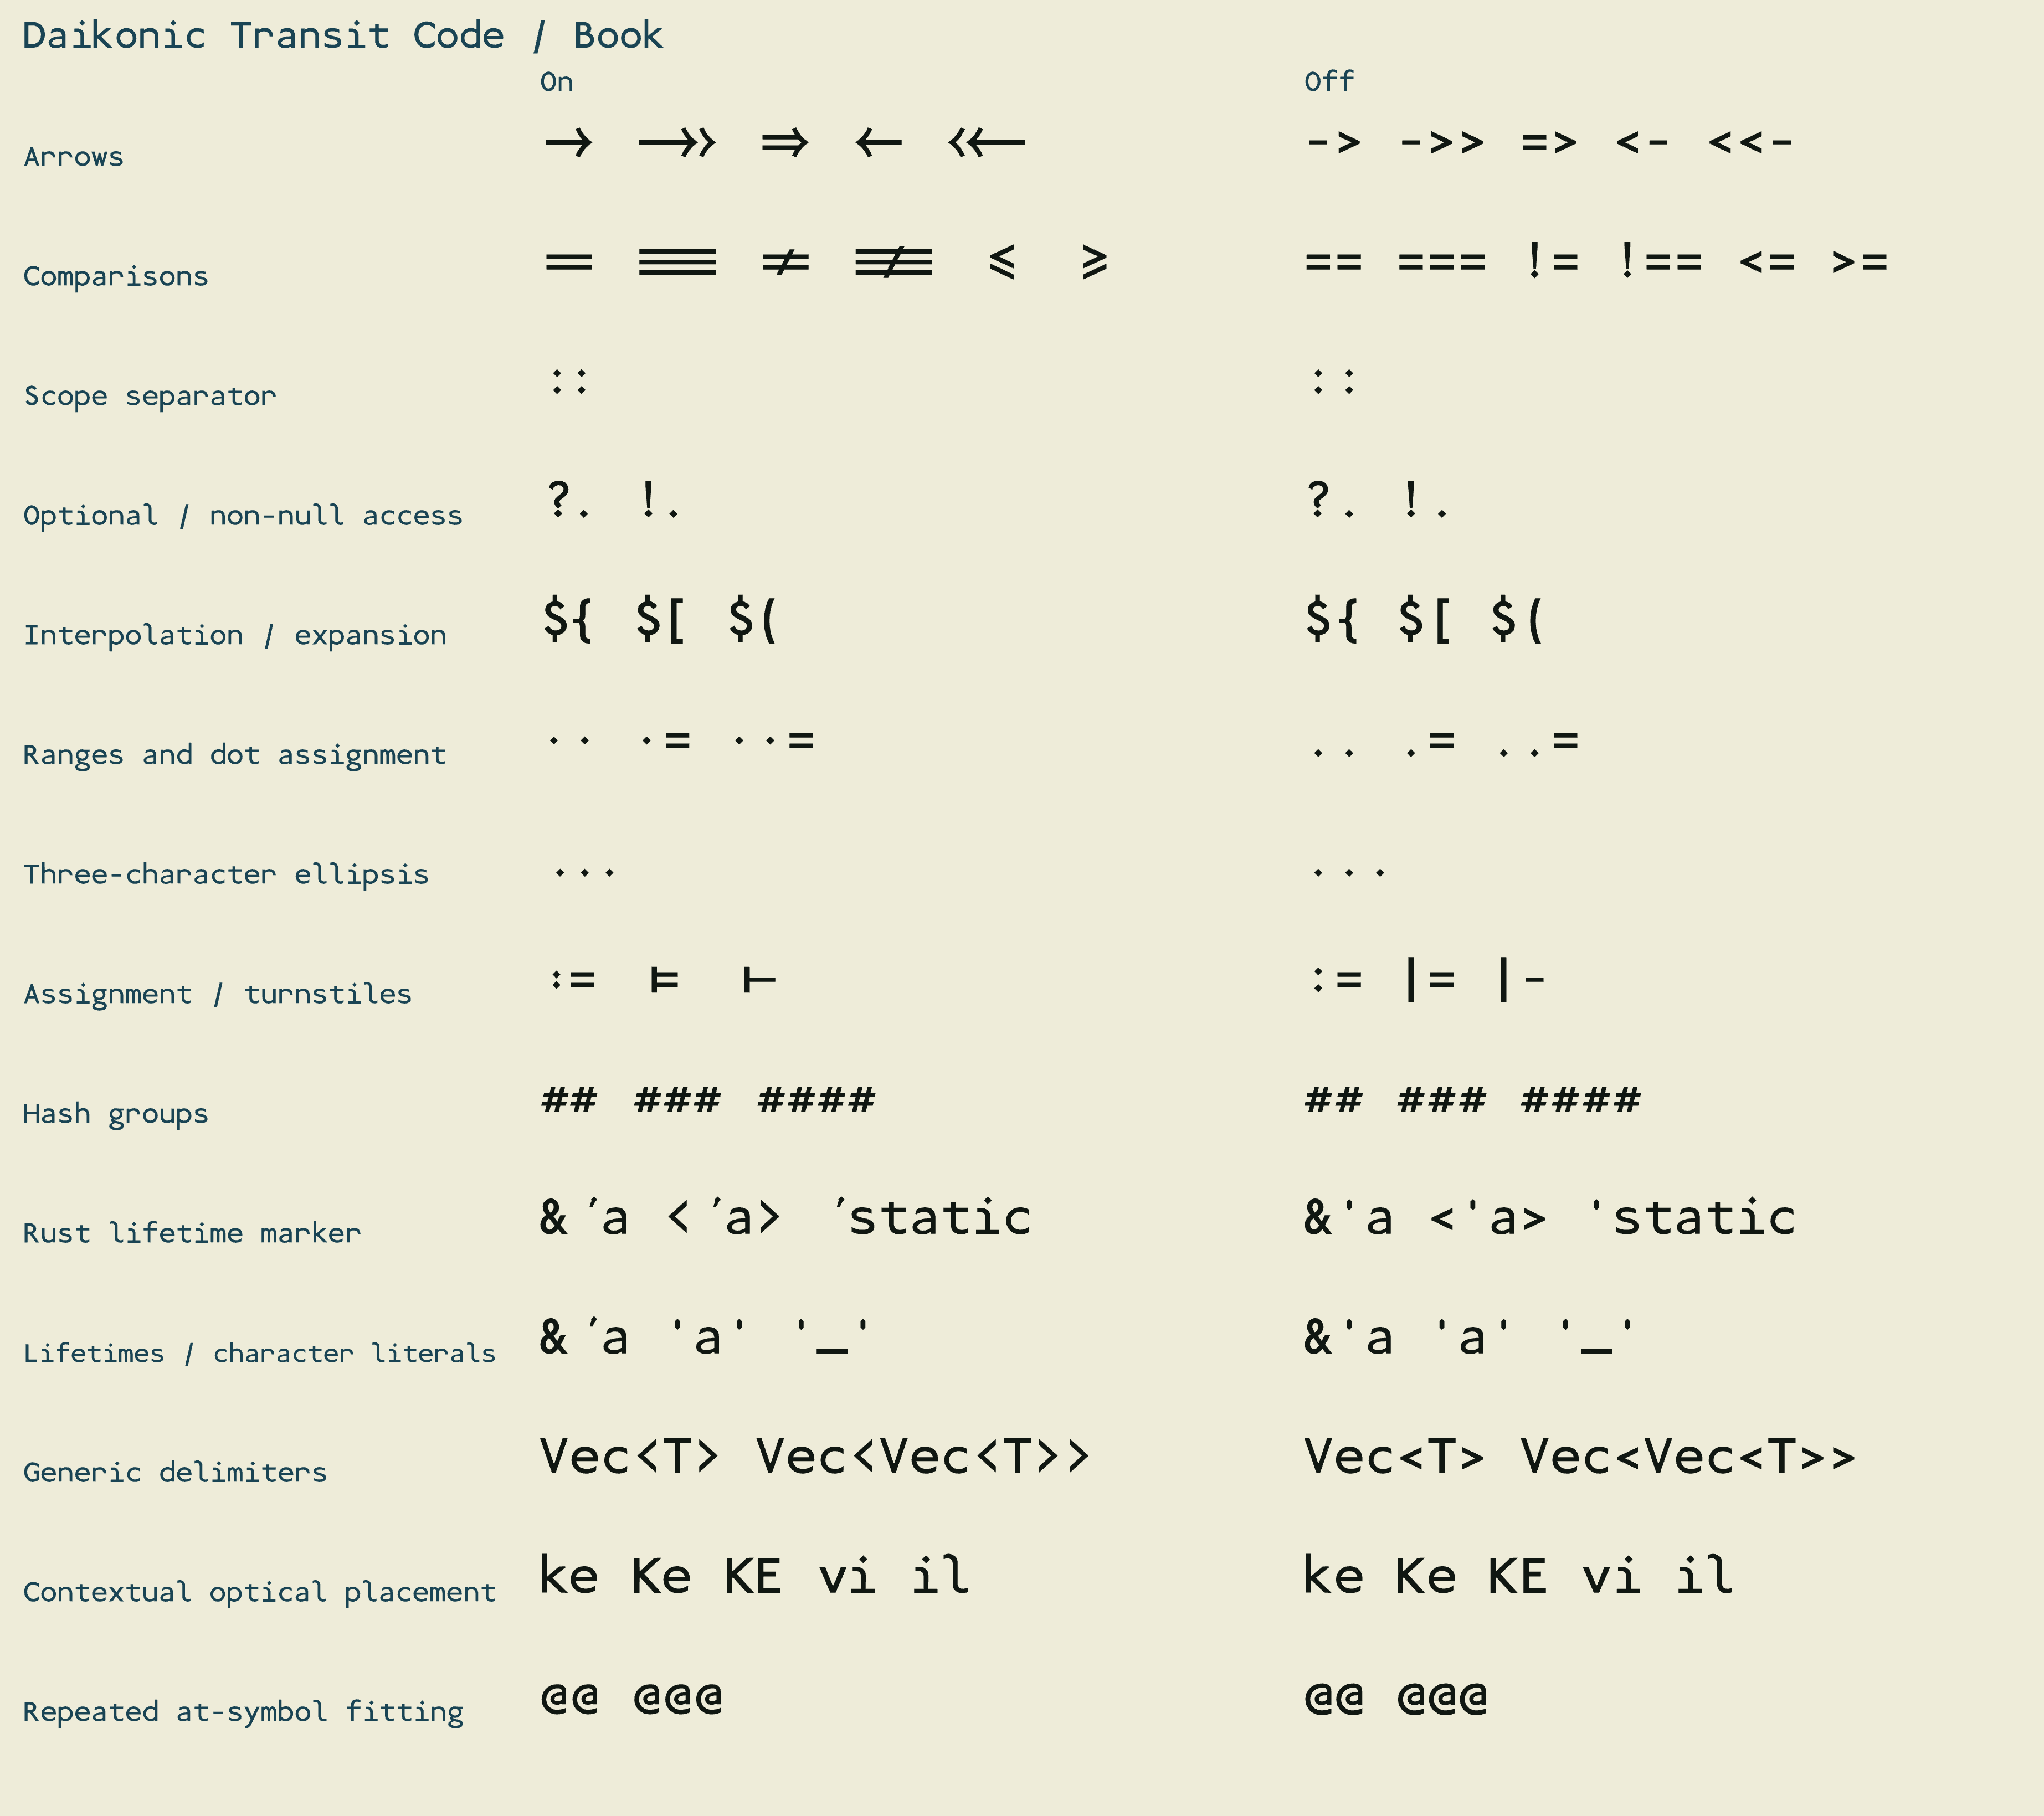 Daikonic Transit Code / Book
On Off
Arrows -> ->> => <- <<- -> ->> => <- <<-
Comparisons == === != !== <= >= == === != !== <= >=
Scope separator :: ::
Optional / non-null access ?. !. ?. !.
Interpolation / expansion ${ $[ $( ${ $[ $(
Ranges and dot assignment .. .= ..= .. .= ..=
Three-character ellipsis ... ...
Assignment / turnstiles := |= |- := |= |-
Hash groups ## ### #### ## ### ####
Rust lifetime marker &'a <'a> 'static &'a <'a> 'static
Lifetimes / character literals &'a 'a' '_' &'a 'a' '_'
Generic delimiters Vec<T> Vec<Vec<T>> Vec<T> Vec<Vec<T>>
Contextual optical placement ke Ke KE vi il ke Ke KE vi il
Repeated at-symbol fitting @@ @@@ @@ @@@